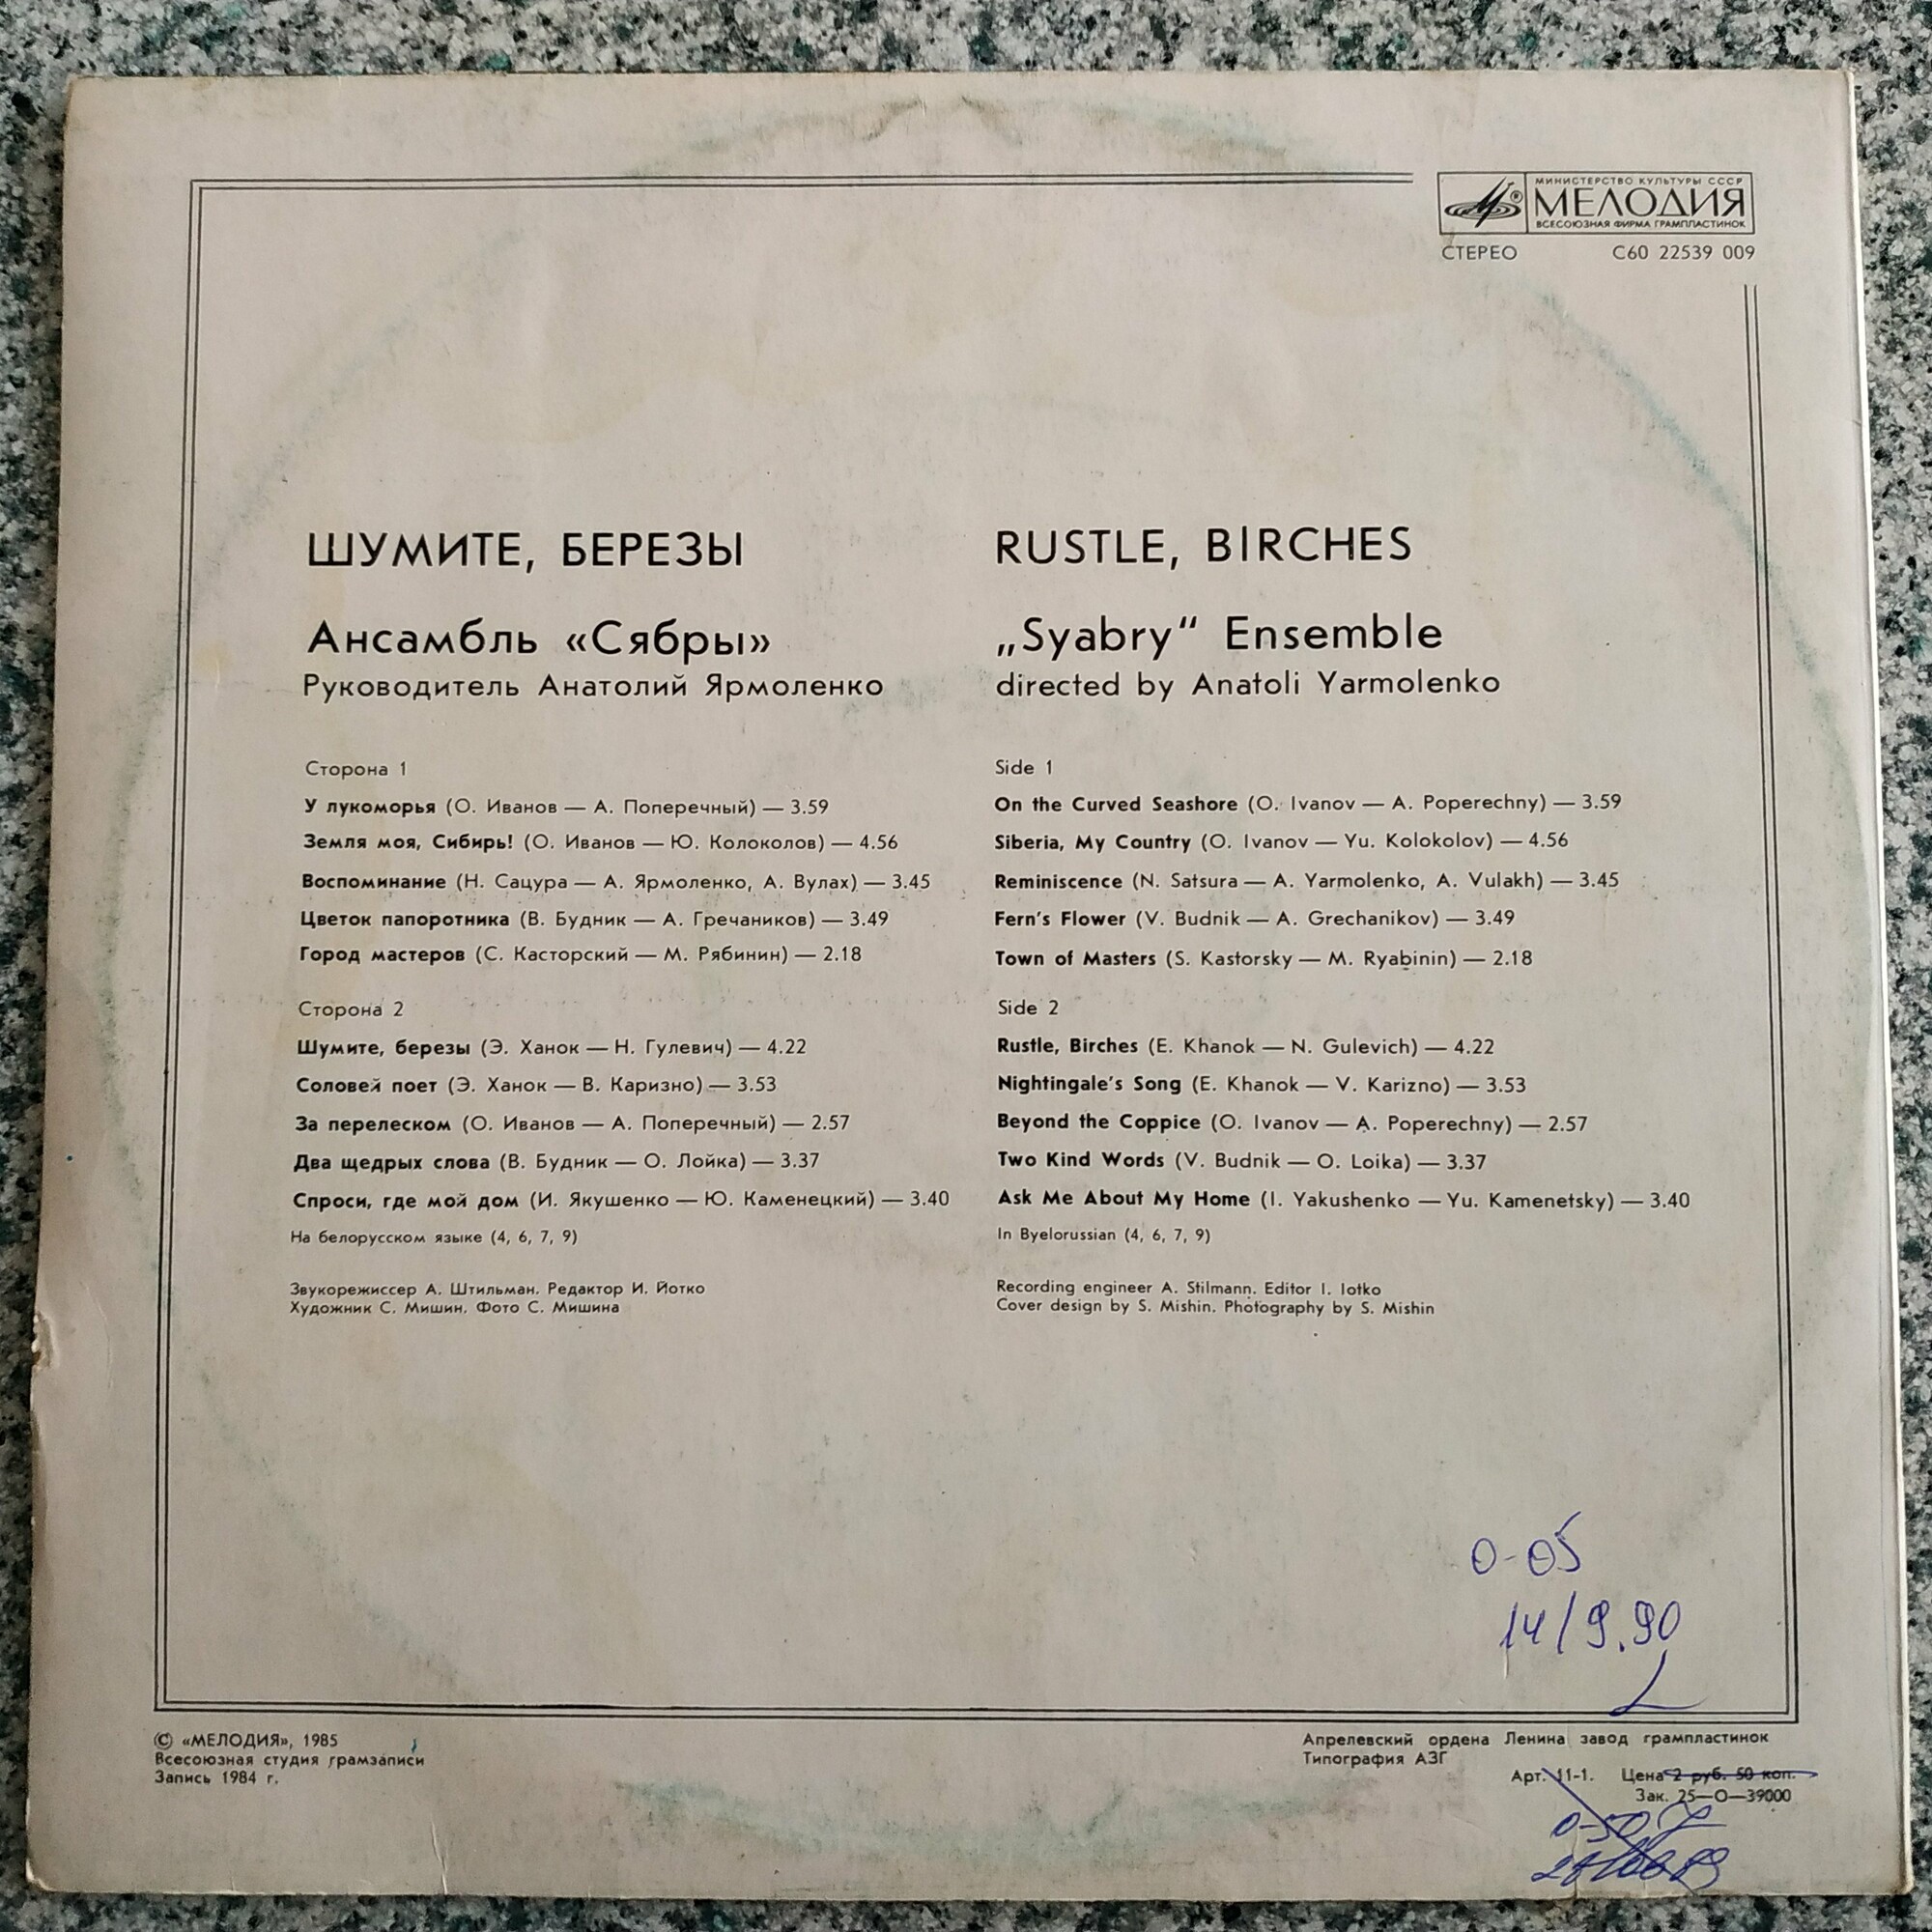 МИНИСТЕРСТВО КУЛЬТУРЫ СССР
МЕЛОДИЯ
ВСЕСОЮЗНАЯ ФИРМА ГРАМПЛАСТИНОК
СТЕРЕО С60 22539 009
ШУМИТЕ, БЕРЕЗЫ
Ансамбль «Сябры»
Руководитель Анатолий Ярмоленко
Сторона 1
У лукоморья (О. Иванов — А. Поперечный) — 3.59
Земля моя, Сибирь! (О. Иванов — Ю. Колоколов) — 4.56
Воспоминание (Н. Сацура — А. Ярмоленко, А. Вулах) — 3.45
Цветок папоротника (В. Будник — А. Гречаников) — 3.49
Город мастеров (С. Касторский — М. Рябинин) — 2.18
Сторона 2
Шумите, березы (Э. Ханок — Н. Гулевич) — 4.22
Соловей поет (Э. Ханок — В. Каризно) — 3.53
За перелеском (О. Иванов — А. Поперечный) — 2.57
Два щедрых слова (В. Будник — О. Лойка) — 3.37
Спроси, где мой дом (И. Якушенко — Ю. Каменецкий) — 3.40
На белорусском языке (4, 6, 7, 9)
Звукорежиссер А. Штильман. Редактор И. Йотко
Художник С. Мишин. Фото С. Мишина
RUSTLE, BIRCHES
„Syabry“ Ensemble
directed by Anatoli Yarmolenko
Side 1
On the Curved Seashore (O. Ivanov — A. Poperechny) — 3.59
Siberia, My Country (O. Ivanov — Yu. Kolokolov) — 4.56
Reminiscence (N. Satsura — A. Yarmolenko, A. Vulakh) — 3.45
Fern's Flower (V. Budnik — A. Grechanikov) — 3.49
Town of Masters (S. Kastorsky — M. Ryabinin) — 2.18
Side 2
Rustle, Birches (E. Khanok — N. Gulevich) — 4.22
Nightingale's Song (E. Khanok — V. Karizno) — 3.53
Beyond the Coppice (O. Ivanov — A. Poperechny) — 2.57
Two Kind Words (V. Budnik — O. Loika) — 3.37
Ask Me About My Home (I. Yakushenko — Yu. Kamenetsky) — 3.40
In Byelorussian (4, 6, 7, 9)
Recording engineer A. Stilmann. Editor I. Iotko
Cover design by S. Mishin. Photography by S. Mishin
0-05
14/9.90
© «МЕЛОДИЯ», 1985
Всесоюзная студия грамзаписи
Запись 1984 г.
Апрелевский ордена Ленина завод грампластинок
Типография АЗГ
Арт. 11-1. Цена 2 руб. 50 коп.
Зак. 25—О—39000
0-50